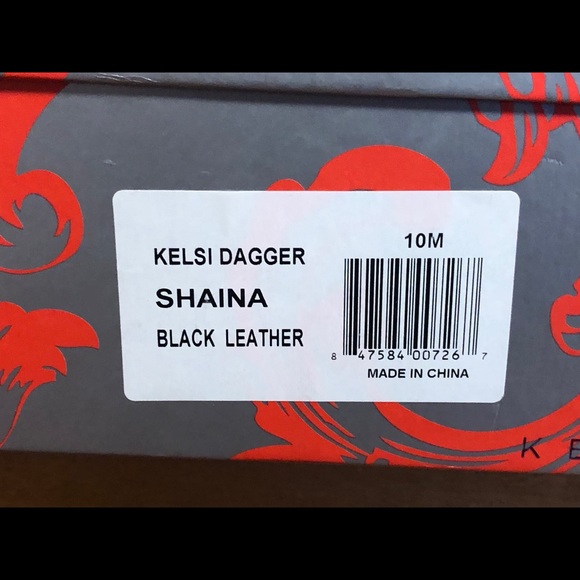 KELSI DAGGER
SHAINA
BLACK LEATHER
10M
8 47584 00726 7
MADE IN CHINA
K E